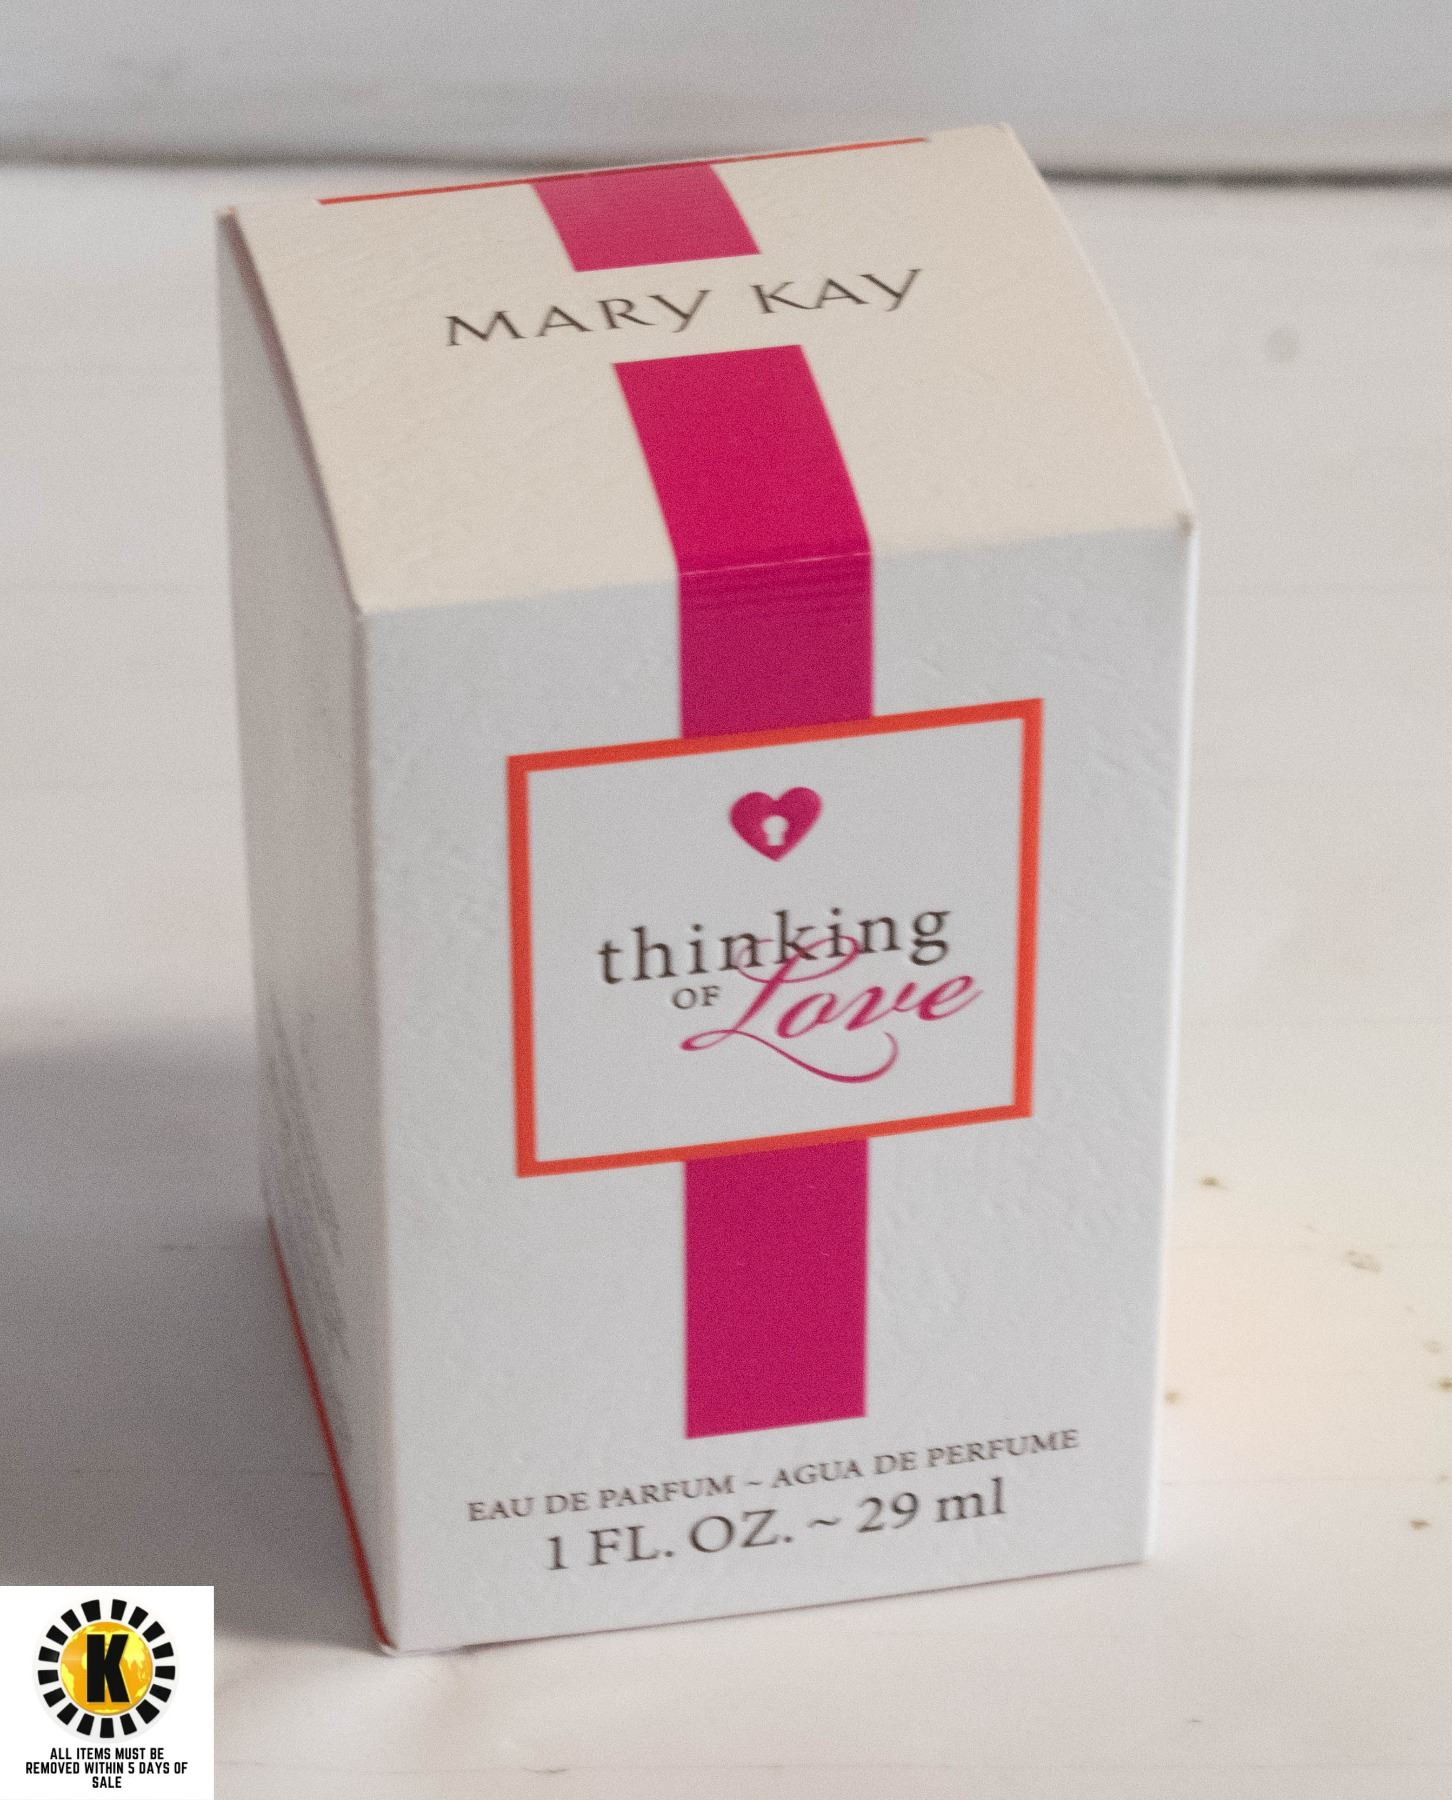 MARY KAY
thinking
OF Love
EAU DE PARFUM ~ AGUA DE PERFUME
1 FL. OZ. ~ 29 ml
K
ALL ITEMS MUST BE
REMOVED WITHIN 5 DAYS OF
SALE